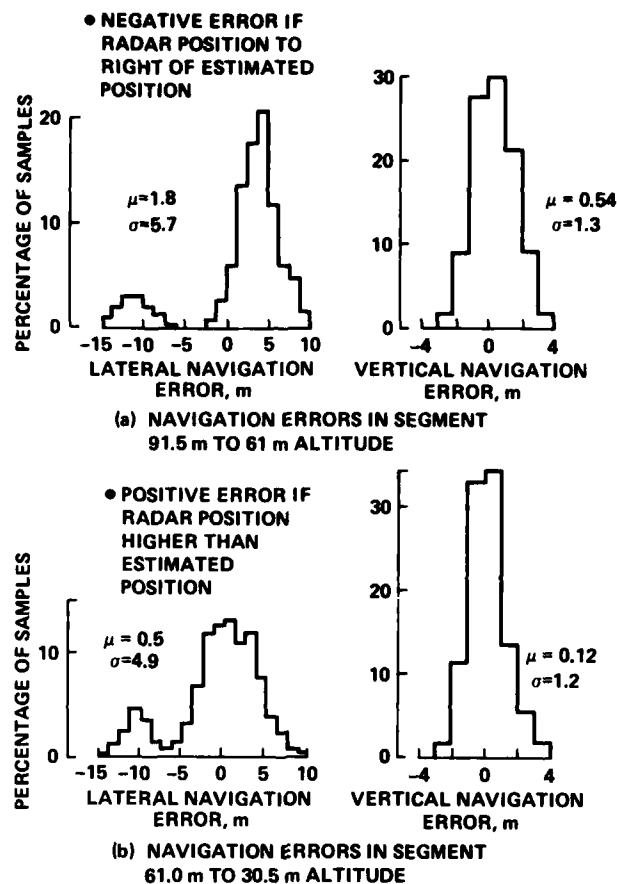 ● NEGATIVE ERROR IF
RADAR POSITION TO
RIGHT OF ESTIMATED
POSITION
PERCENTAGE OF SAMPLES
20
10
0
μ=1.8
σ=5.7
-15 -10 -5 0 5 10
LATERAL NAVIGATION
ERROR, m
30
20
10
0
μ = 0.54
σ=1.3
-4 0 4
VERTICAL NAVIGATION
ERROR, m
(a) NAVIGATION ERRORS IN SEGMENT
91.5 m TO 61 m ALTITUDE
● POSITIVE ERROR IF
RADAR POSITION
HIGHER THAN
ESTIMATED
POSITION
PERCENTAGE OF SAMPLES
10
0
μ = 0.5
σ=4.9
-15 -10 -5 0 5 10
LATERAL NAVIGATION
ERROR, m
30
20
10
0
μ = 0.12
σ=1.2
-4 0 4
VERTICAL NAVIGATION
ERROR, m
(b) NAVIGATION ERRORS IN SEGMENT
61.0 m TO 30.5 m ALTITUDE